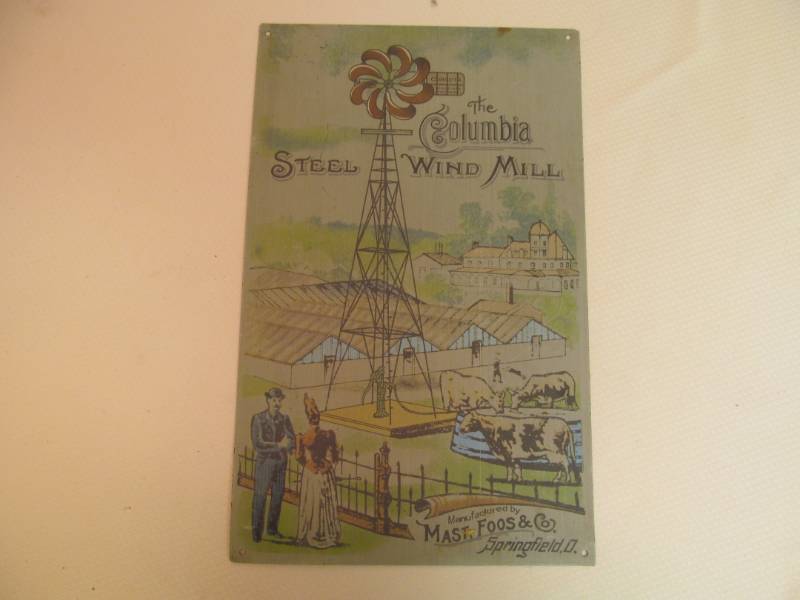 The
Columbia
STEEL WIND MILL
Manufactured by
MAST, FOOS & CO.
Springfield, O.